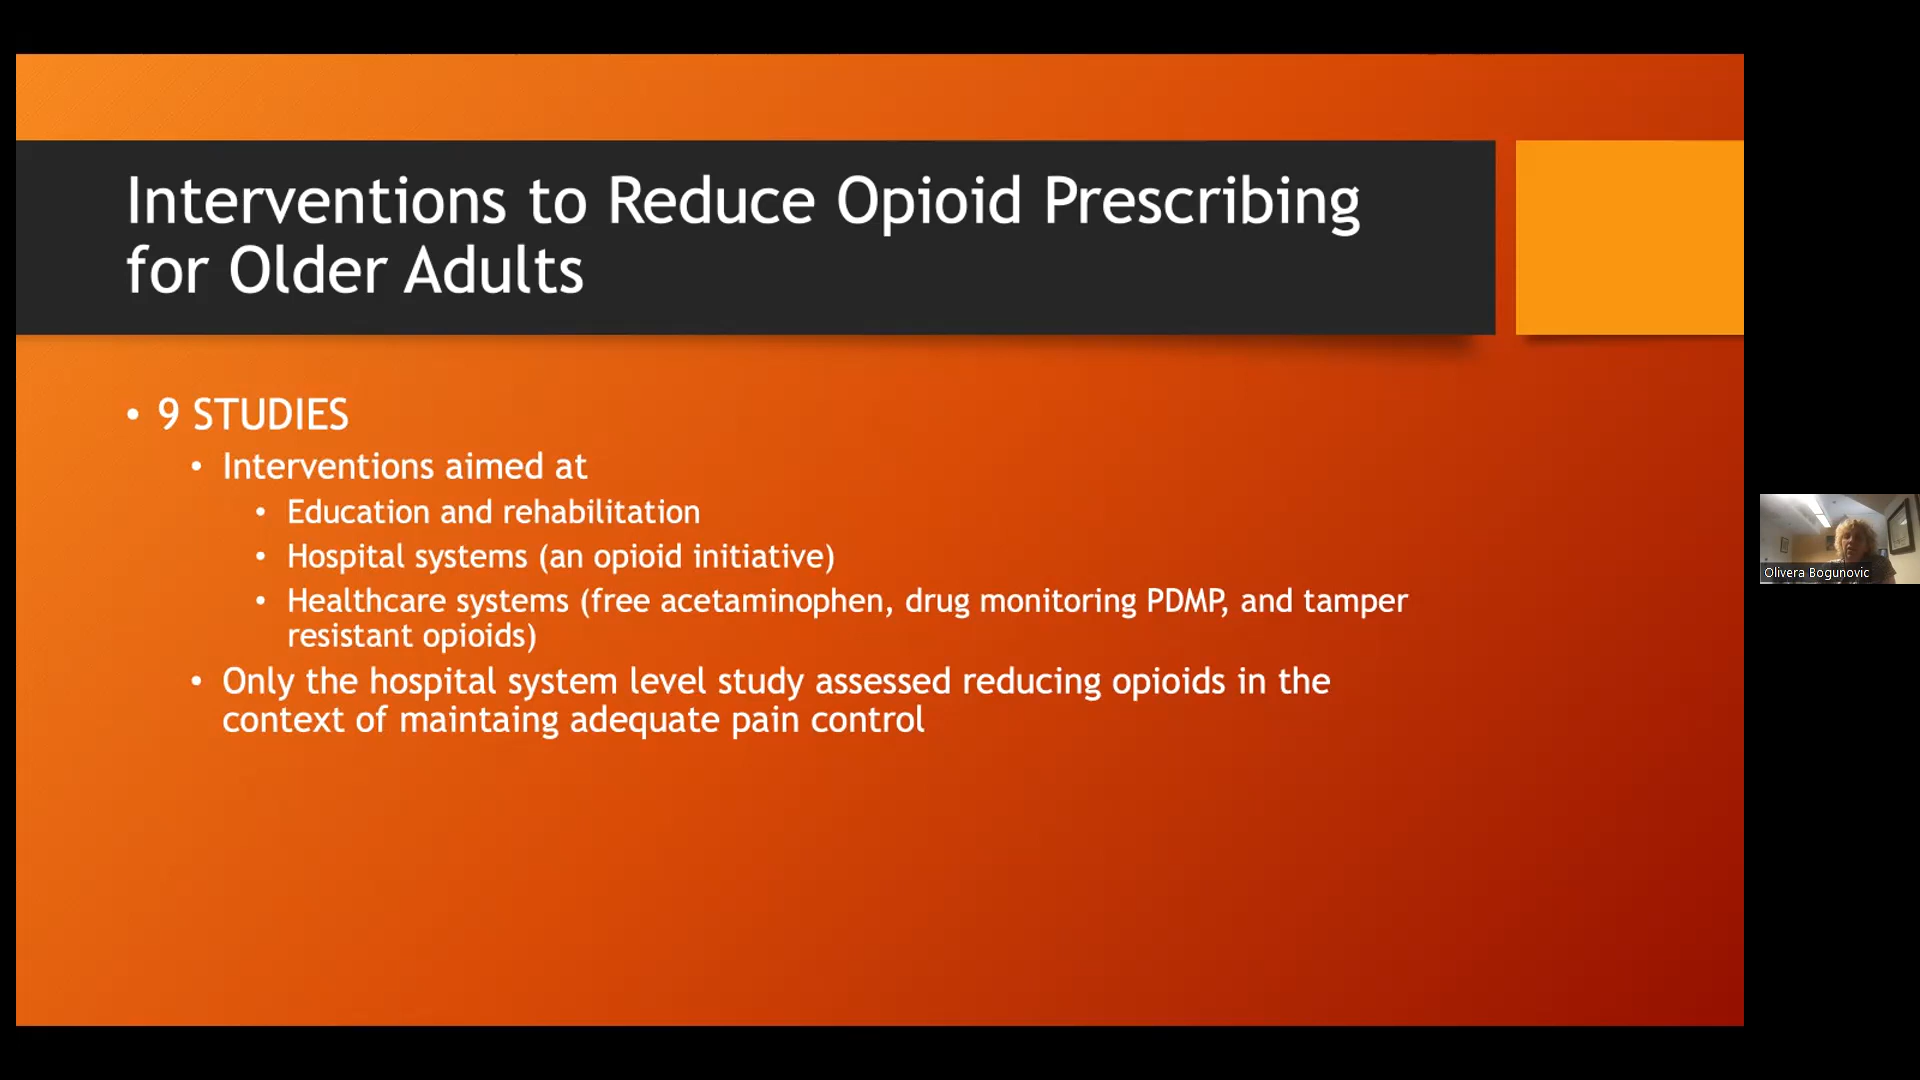 Interventions to Reduce Opioid Prescribing
for Older Adults
• 9 STUDIES
• Interventions aimed at
• Education and rehabilitation
• Hospital systems (an opioid initiative)
• Healthcare systems (free acetaminophen, drug monitoring PDMP, and tamper
resistant opioids)
• Only the hospital system level study assessed reducing opioids in the
context of maintaing adequate pain control
Olivera Bogunovic